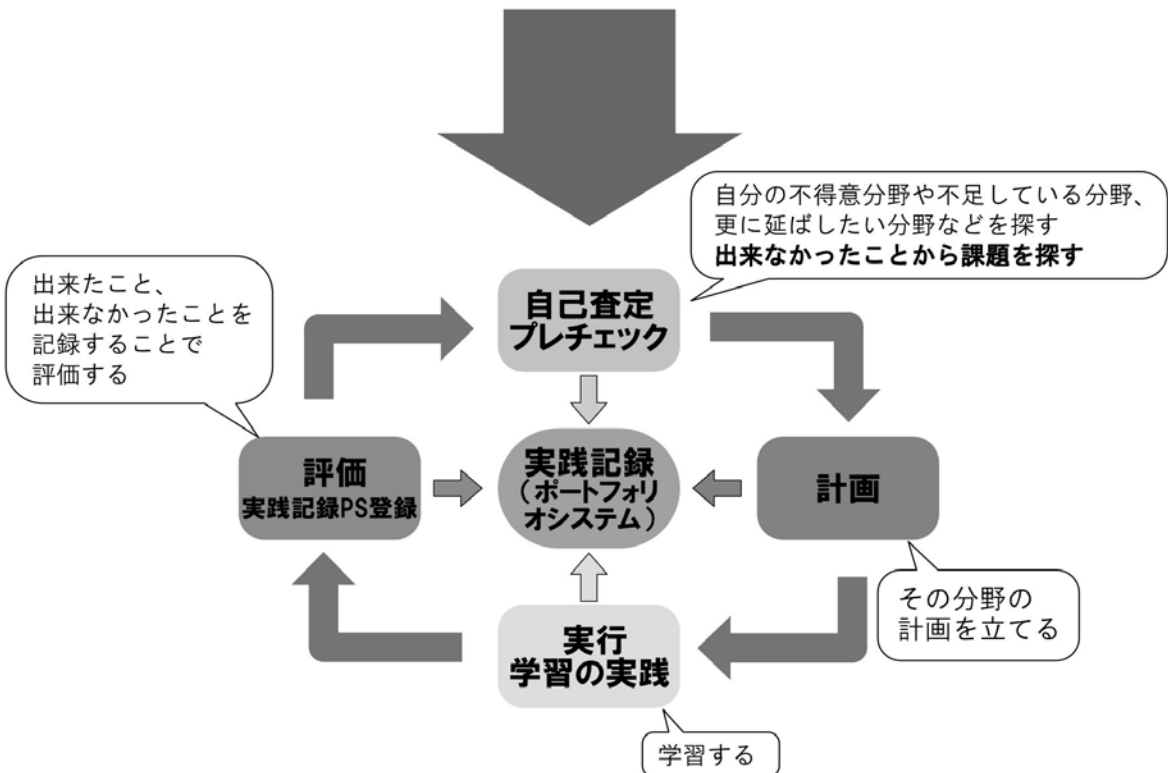 自分の不得意分野や不足している分野、
更に延ばしたい分野などを探す
出来なかったことから課題を探す
出来たこと、
出来なかったことを
記録することで
評価する
自己査定
プレチェック
評価
実践記録PS登録
実践記録
（ポートフォリ
オシステム）
計画
その分野の
計画を立てる
実行
学習の実践
学習する